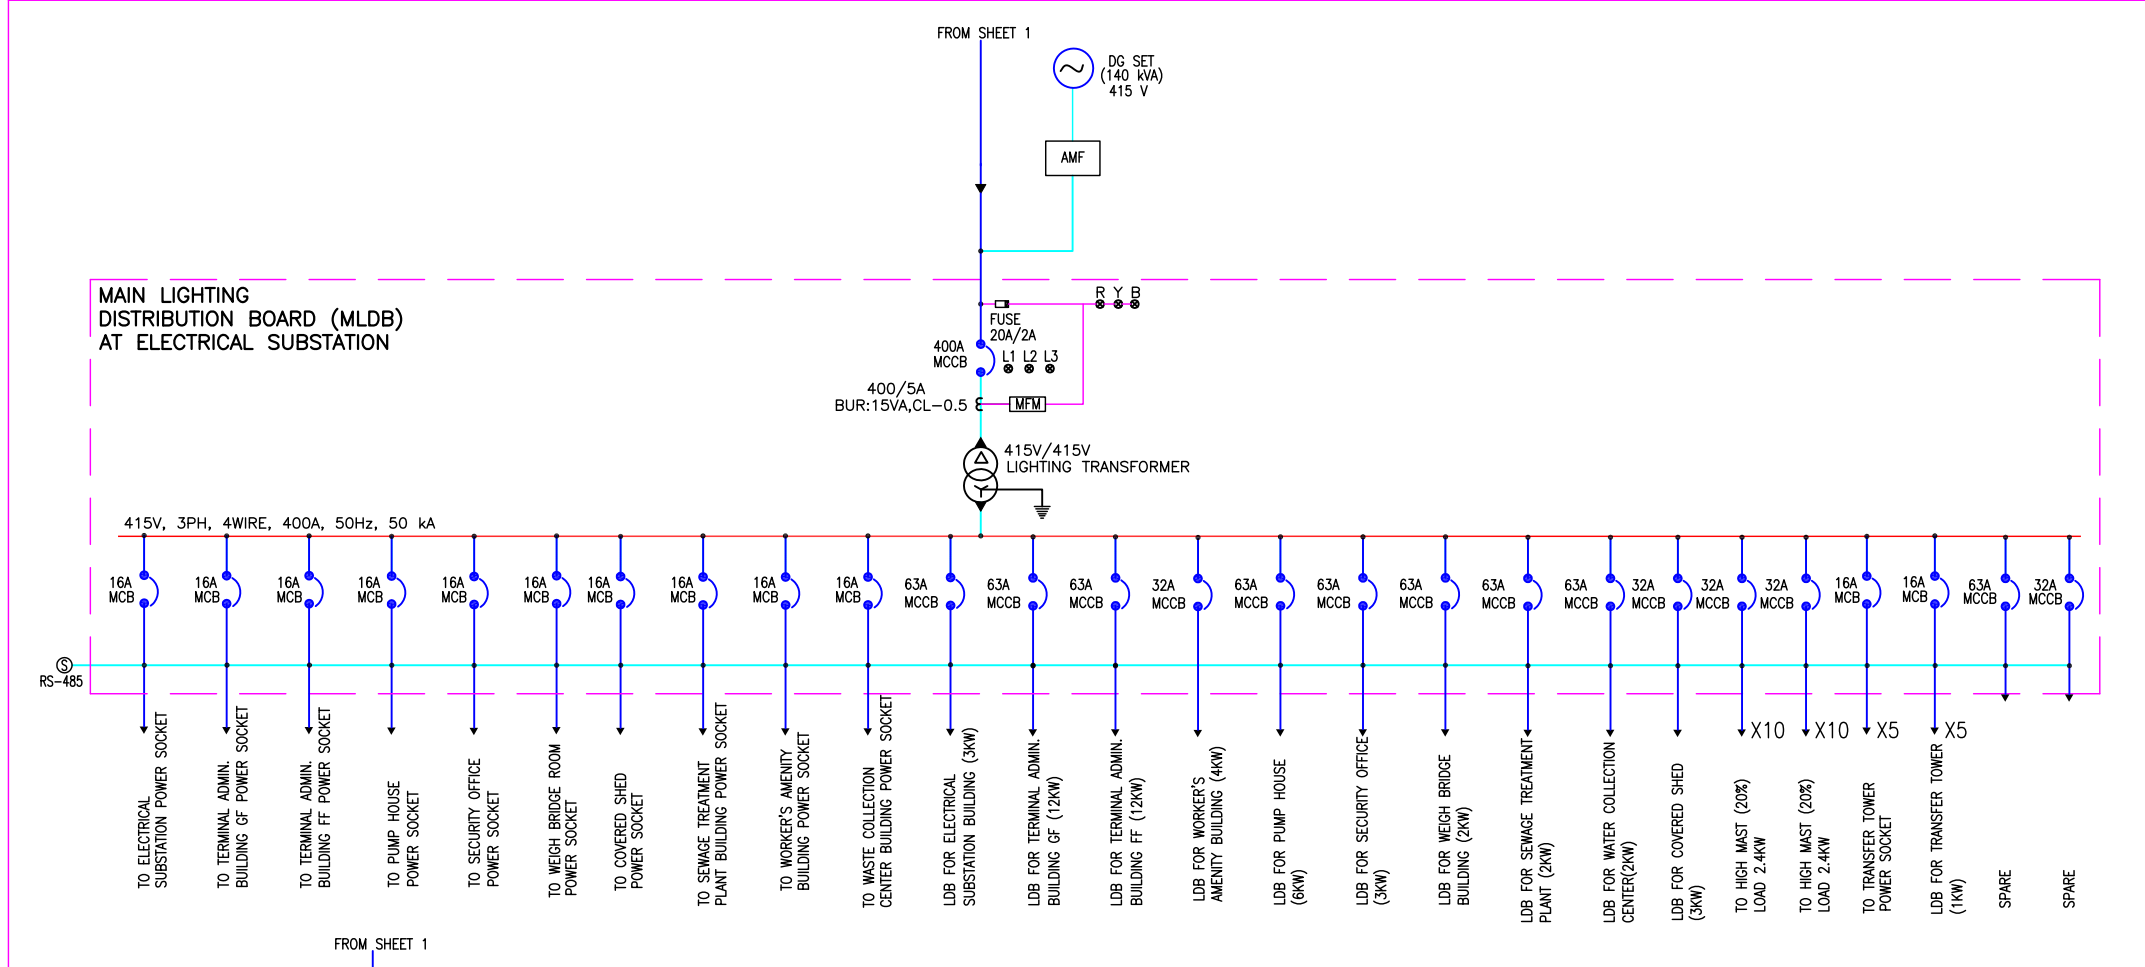 FROM SHEET 1
DG SET
(140 kVA)
415 V
AMF
MAIN LIGHTING
DISTRIBUTION BOARD (MLDB)
AT ELECTRICAL SUBSTATION
R Y B
FUSE
20A/2A
400A
MCCB
L1 L2 L3
400/5A
BUR:15VA,CL-0.5
MFM
415V/415V
LIGHTING TRANSFORMER
415V, 3PH, 4WIRE, 400A, 50Hz, 50 kA
16A
MCB
16A
MCB
16A
MCB
16A
MCB
16A
MCB
16A
MCB
16A
MCB
16A
MCB
16A
MCB
16A
MCB
63A
MCCB
63A
MCCB
63A
MCCB
32A
MCCB
63A
MCCB
63A
MCCB
63A
MCCB
63A
MCCB
63A
MCCB
32A
MCCB
32A
MCCB
32A
MCCB
16A
MCB
16A
MCB
63A
MCCB
32A
MCCB
S
RS-485
X10
X10
X5
X5
TO ELECTRICAL
SUBSTATION POWER SOCKET
TO TERMINAL ADMIN.
BUILDING GF POWER SOCKET
TO TERMINAL ADMIN.
BUILDING FF POWER SOCKET
TO PUMP HOUSE
POWER SOCKET
TO SECURITY OFFICE
POWER SOCKET
TO WEIGH BRIDGE ROOM
POWER SOCKET
TO COVERED SHED
POWER SOCKET
TO SEWAGE TREATMENT
PLANT BUILDING POWER SOCKET
TO WORKER'S AMENITY
BUILDING POWER SOCKET
TO WASTE COLLECTION
CENTER BUILDING POWER SOCKET
LDB FOR ELECTRICAL
SUBSTATION BUILDING (3KW)
LDB FOR TERMINAL ADMIN.
BUILDING GF (12KW)
LDB FOR TERMINAL ADMIN.
BUILDING FF (12KW)
LDB FOR WORKER'S
AMENITY BUILDING (4KW)
LDB FOR PUMP HOUSE
(6KW)
LDB FOR SECURITY OFFICE
(3KW)
LDB FOR WEIGH BRIDGE
BUILDING (2KW)
LDB FOR SEWAGE TREATMENT
PLANT (2KW)
LDB FOR WATER COLLECTION
CENTER(2KW)
LDB FOR COVERED SHED
(3KW)
TO HIGH MAST (20%)
LOAD 2.4KW
TO HIGH MAST (20%)
LOAD 2.4KW
TO TRANSFER TOWER
POWER SOCKET
LDB FOR TRANSFER TOWER
(1KW)
SPARE
SPARE
FROM SHEET 1